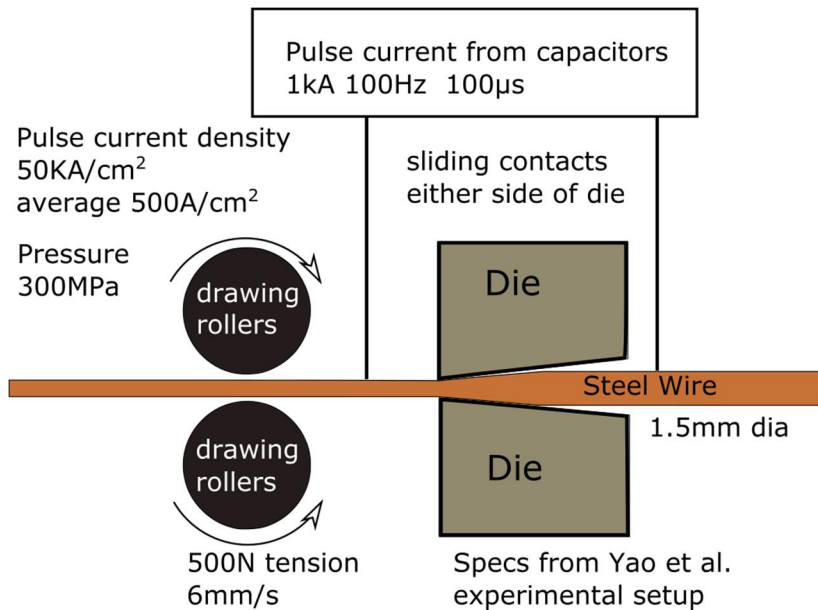 Pulse current from capacitors
1kA 100Hz  100µs
Pulse current density
50KA/cm²
average 500A/cm²
sliding contacts
either side of die
Pressure
300MPa
drawing
rollers
Die
Steel Wire
1.5mm dia
drawing
rollers
Die
500N tension
6mm/s
Specs from Yao et al.
experimental setup